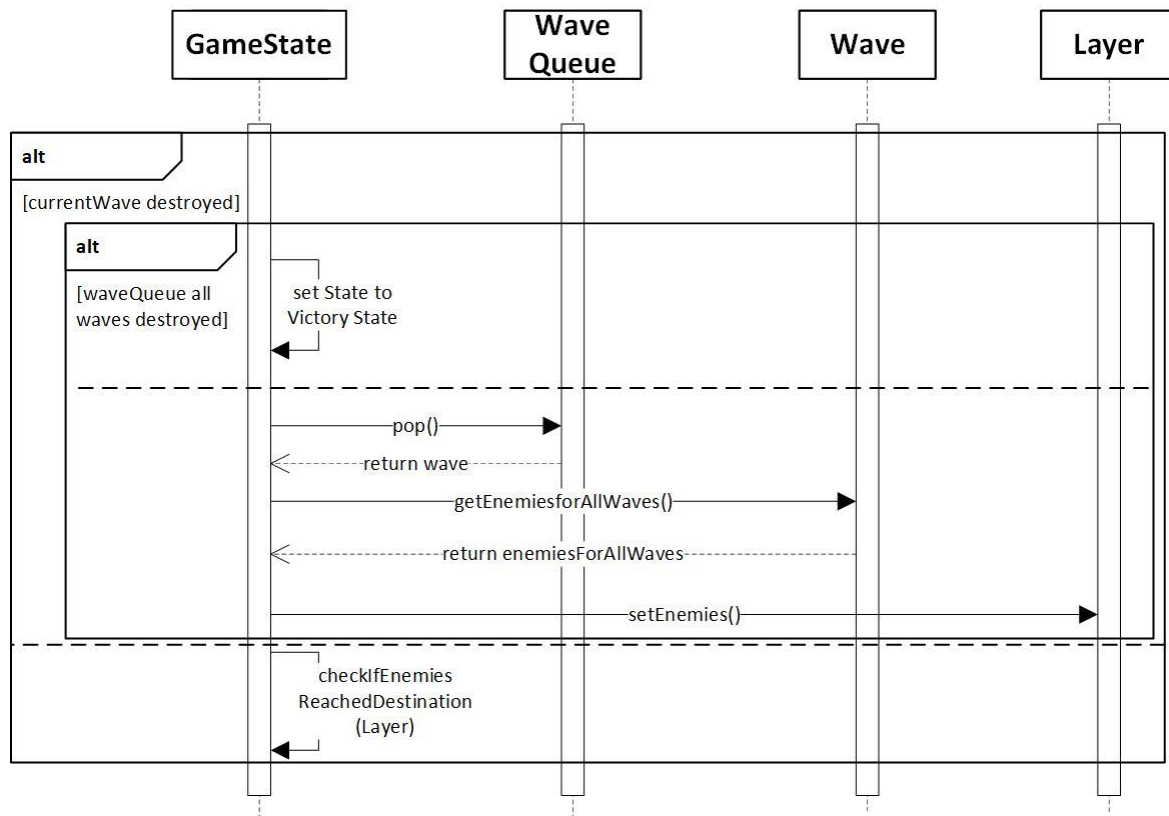 GameState
Wave
Queue
Wave
Layer
alt
[currentWave destroyed]
alt
[waveQueue all
waves destroyed]
set State to
Victory State
pop()
return wave
getEnemiesforAllWaves()
return enemiesForAllWaves
setEnemies()
checkIfEnemies
ReachedDestination
(Layer)